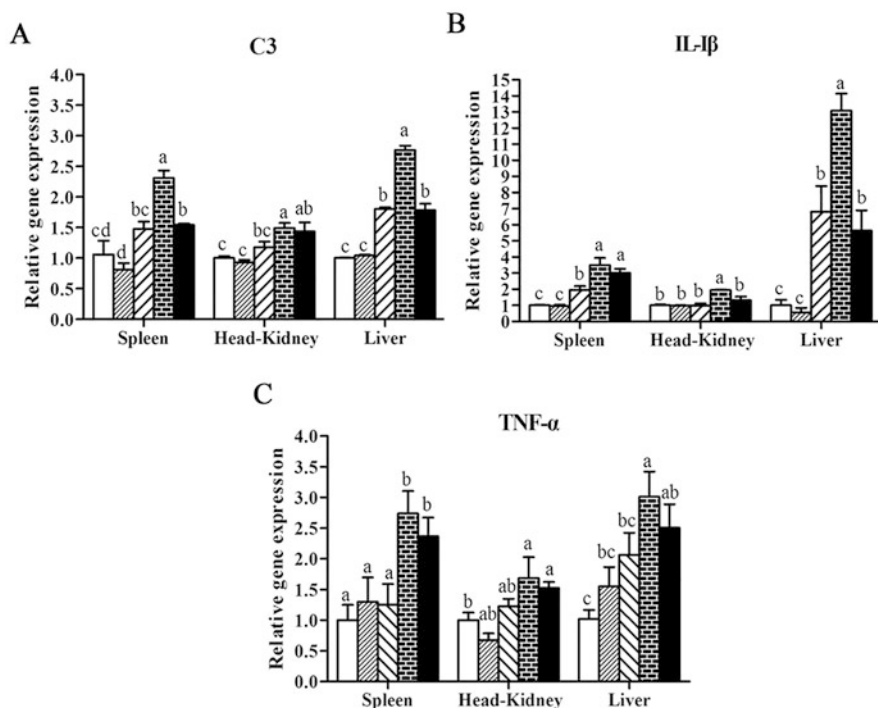 A
C3
Relative gene expression
4.0
3.5
3.0
2.5
2.0
1.5
1.0
0.5
0.0
cd
d
bc
a
b
c
c
bc
a
ab
c
c
b
a
b
Spleen
Head-Kidney
Liver
B
IL-Iβ
Relative gene expression
15
14
13
12
11
10
9
8
7
6
5
4
3
2
1
0
c
c
b
a
a
b
b
b
a
b
c
c
b
a
b
Spleen
Head-Kidney
Liver
C
TNF-α
Relative gene expression
4.0
3.5
3.0
2.5
2.0
1.5
1.0
0.5
0.0
a
a
a
b
b
b
ab
ab
a
a
c
bc
bc
a
ab
Spleen
Head-Kidney
Liver